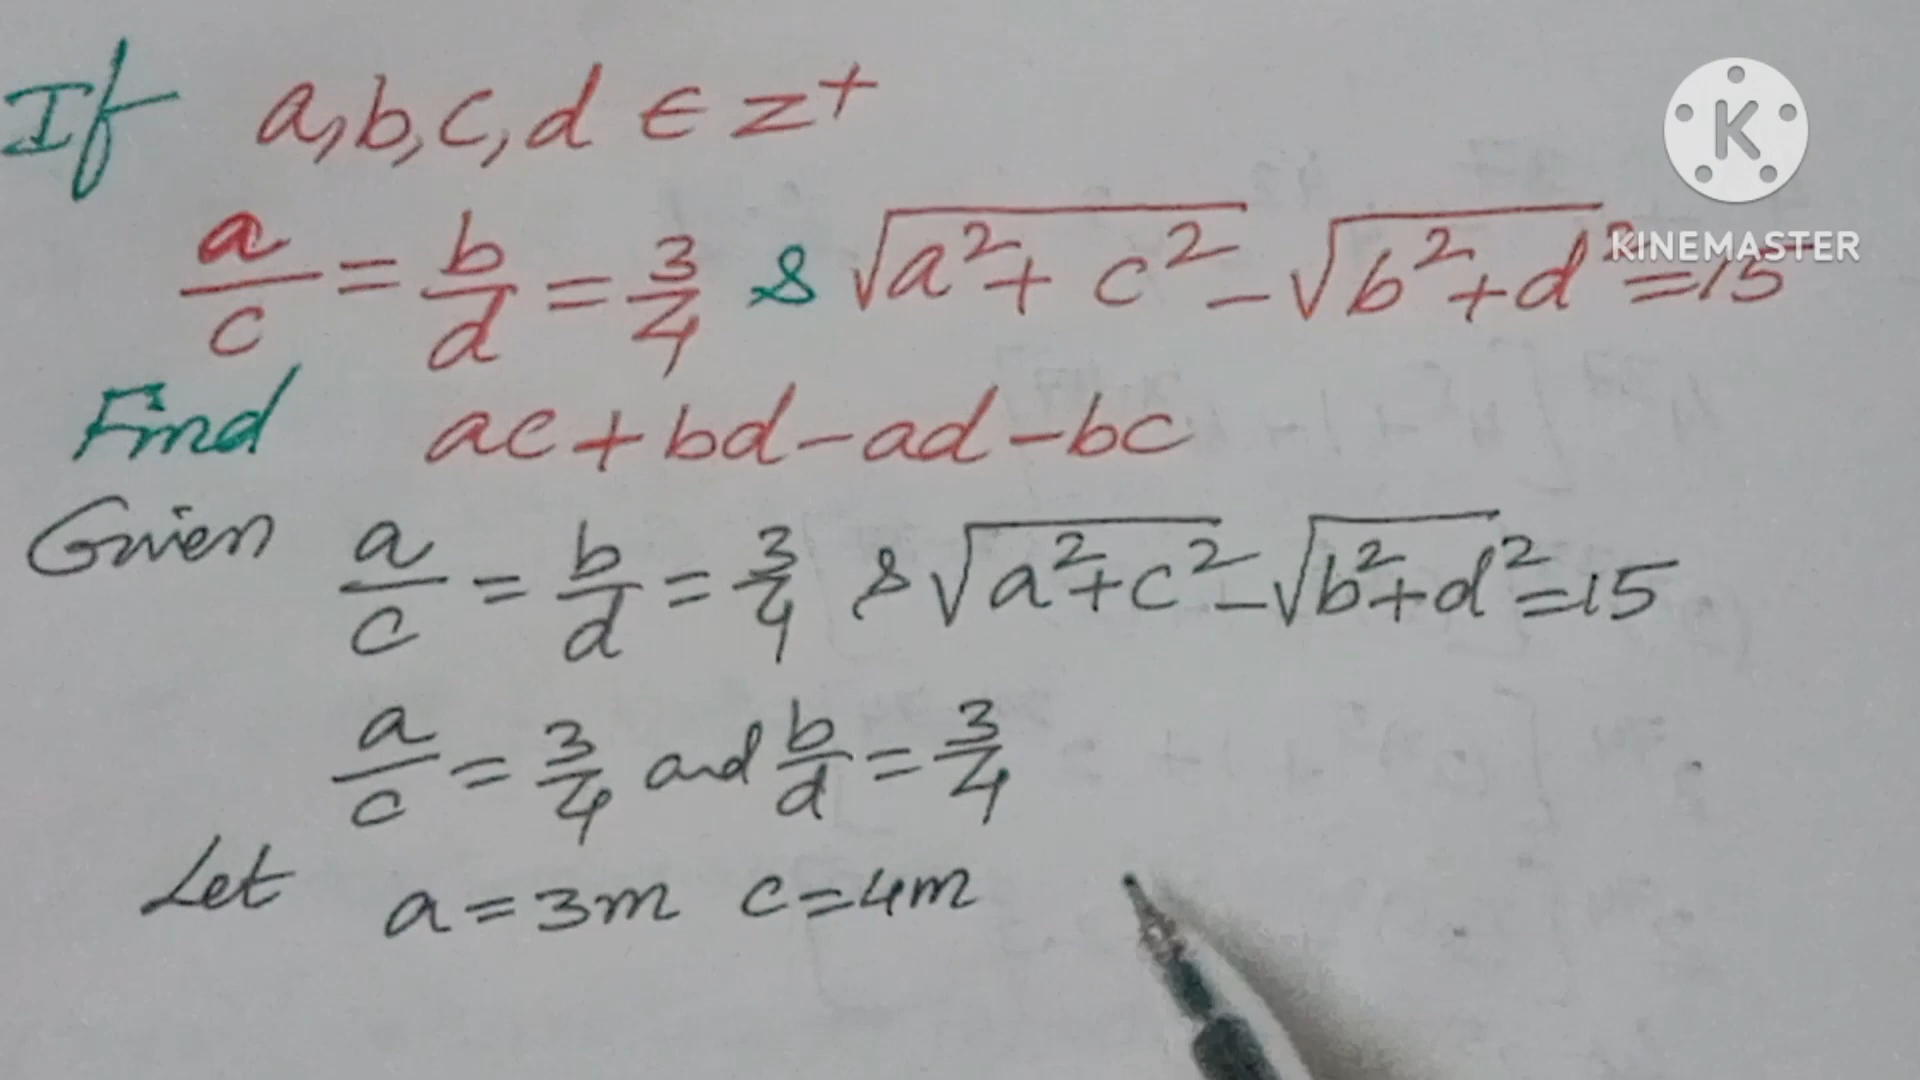 If a,b,c,d ∈ z⁺
a/c = b/d = 3/4 & √(a²+c²) - √(b²+d²) = 15
Find ac+bd-ad-bc
Given a/c = b/d = 3/4 & √(a²+c²) - √(b²+d²) = 15
a/c = 3/4 and b/d = 3/4
Let a=3m c=4m
K
KINEMASTER